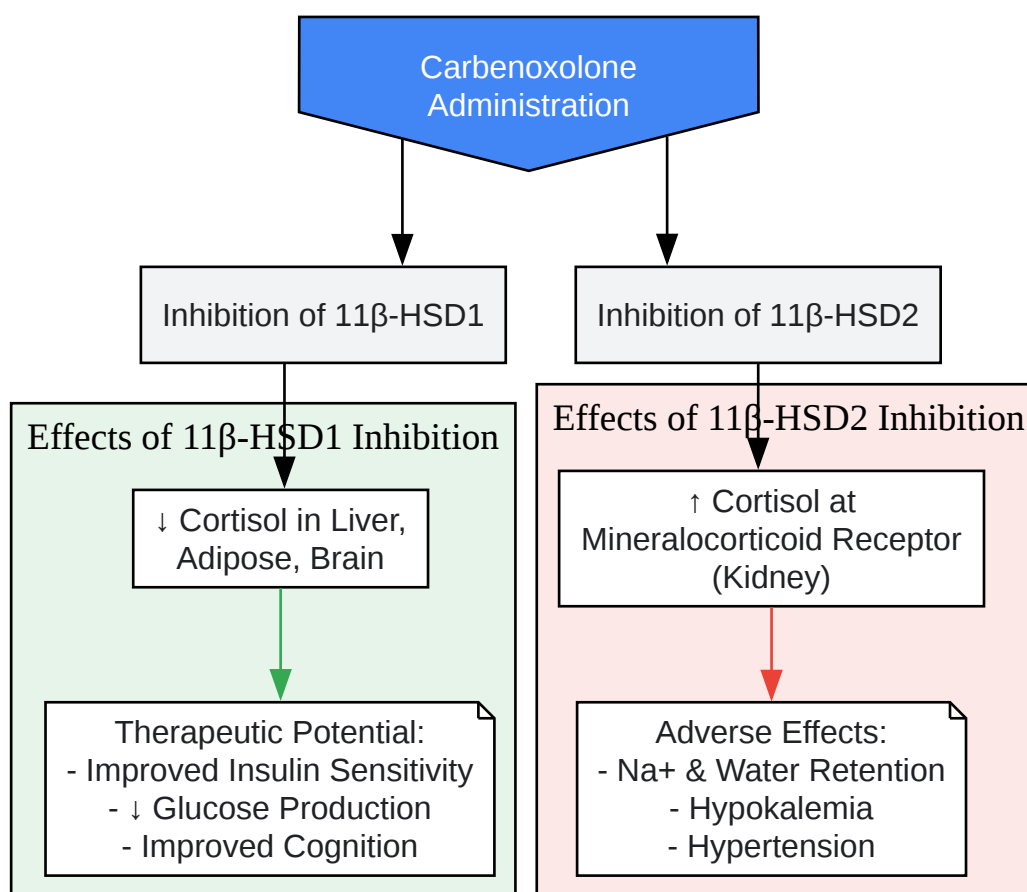 Carbenoxolone
Administration
Inhibition of 11β-HSD1
Inhibition of 11β-HSD2
Effects of 11β-HSD1 Inhibition
↓ Cortisol in Liver,
Adipose, Brain
Therapeutic Potential:
- Improved Insulin Sensitivity
- ↓ Glucose Production
- Improved Cognition
Effects of 11β-HSD2 Inhibition
↑ Cortisol at
Mineralocorticoid Receptor
(Kidney)
Adverse Effects:
- Na+ & Water Retention
- Hypokalemia
- Hypertension